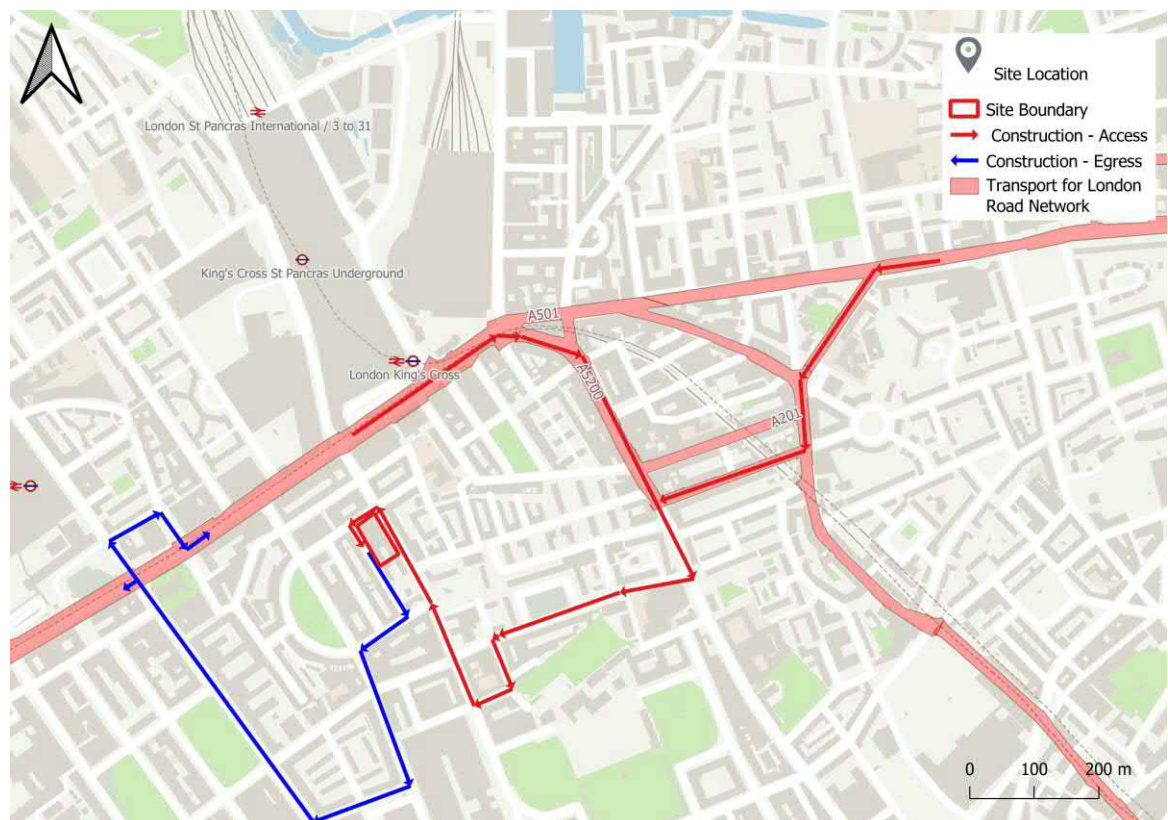 Site Location
London St Pancras International / 3 to 31
Site Boundary
Construction - Access
Construction - Egress
Transport for London
Road Network
King's Cross St Pancras Underground
A501
London King's Cross
A5200
A201
0 100 200 m